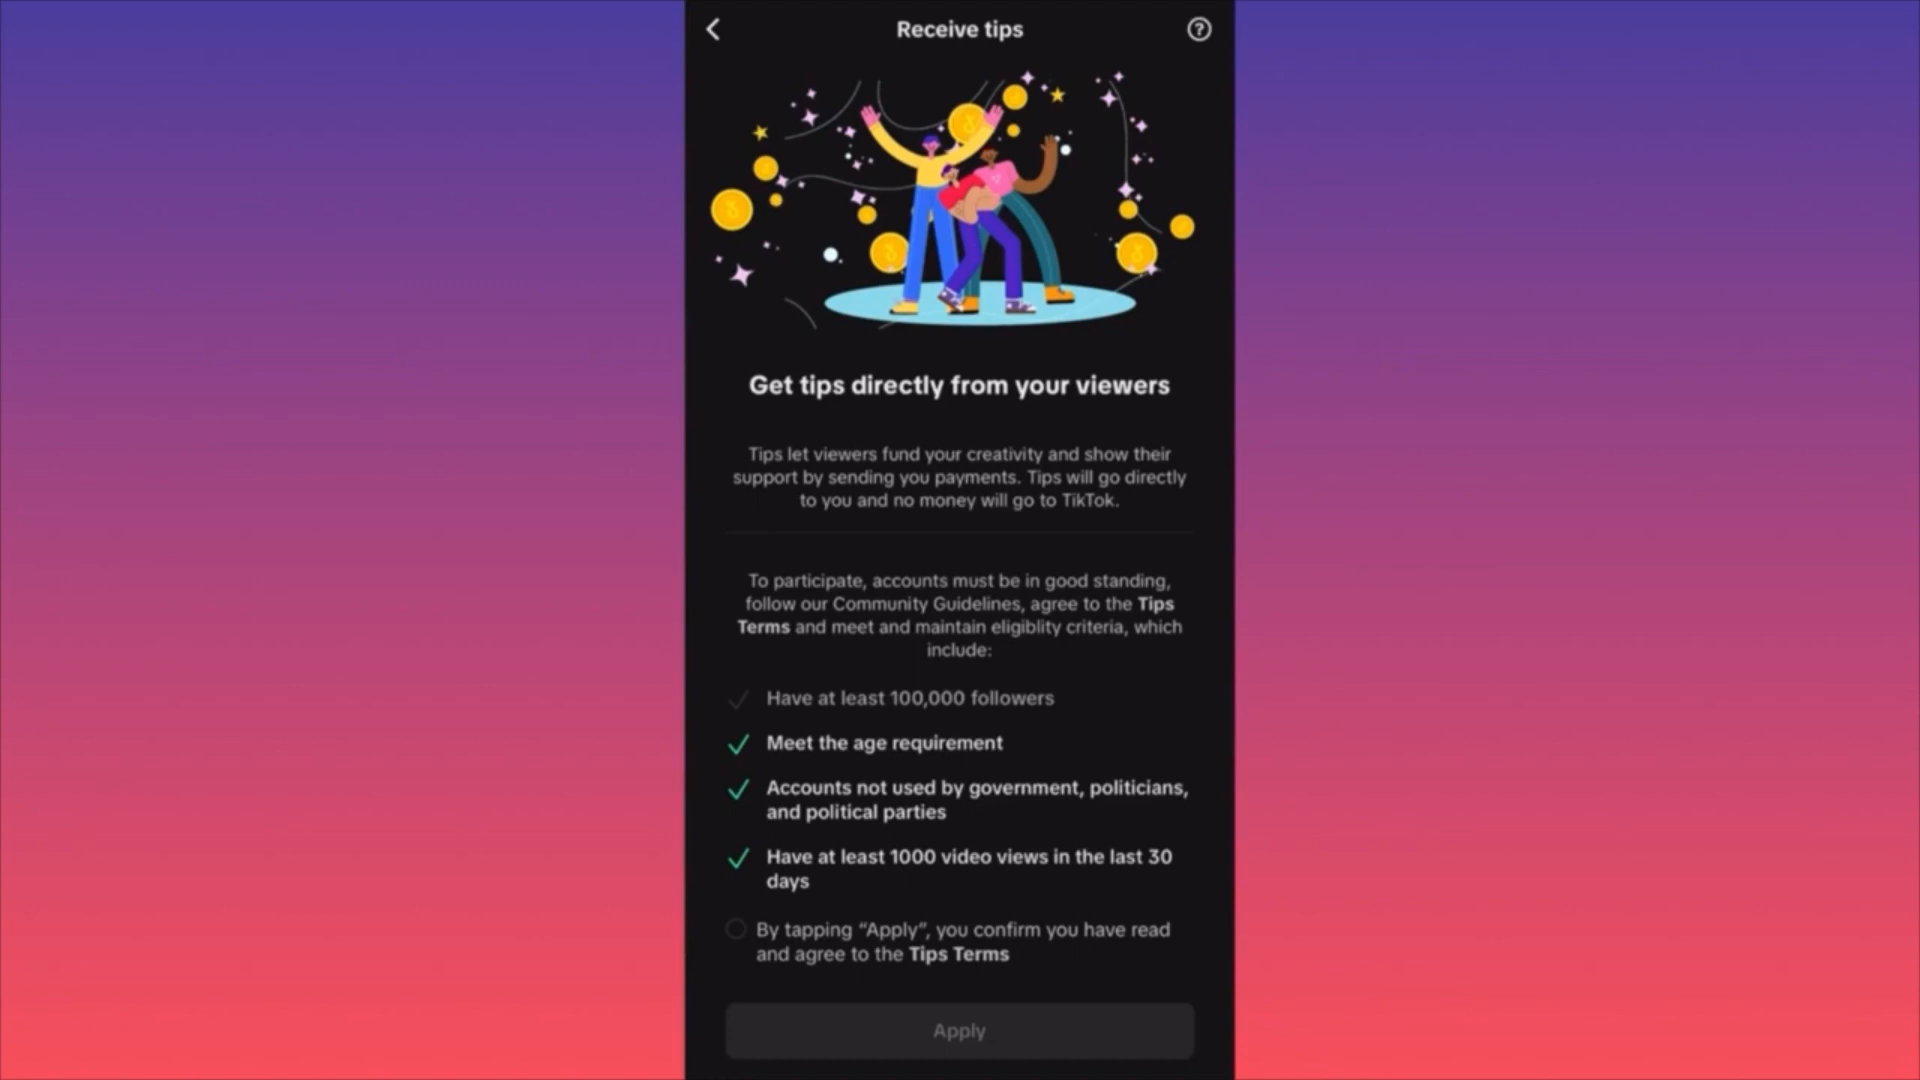 Receive tips
Get tips directly from your viewers
Tips let viewers fund your creativity and show their
support by sending you payments. Tips will go directly
to you and no money will go to TikTok.
To participate, accounts must be in good standing,
follow our Community Guidelines, agree to the Tips
Terms and meet and maintain eligiblity criteria, which
include:
Have at least 100,000 followers
Meet the age requirement
Accounts not used by government, politicians,
and political parties
Have at least 1000 video views in the last 30
days
By tapping “Apply”, you confirm you have read
and agree to the Tips Terms
Apply